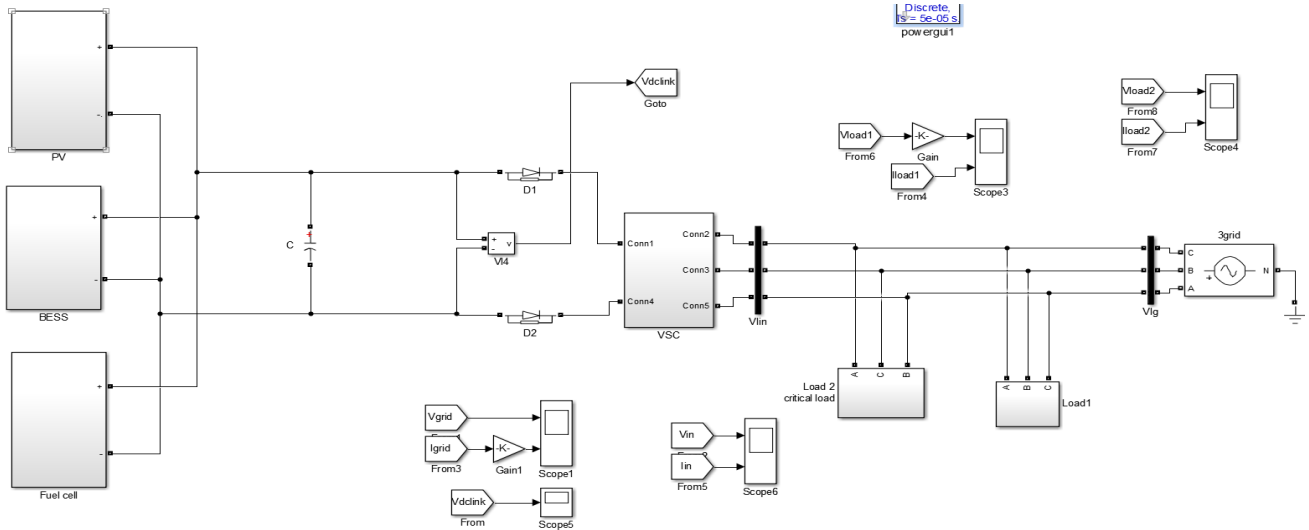 Discrete,
Ts = 5e-05 s.
powergui1
+
-.
PV
Vdclink
Goto
Vload1
From6
-K-
Gain
Iload1
From4
Scope3
Vload2
From8
Iload2
From7
Scope4
+
-
BESS
C
+
D1
+
-
v
VI4
D2
Conn1
Conn4
Conn2
Conn3
Conn5
VSC
VIin
VIg
3grid
C
B
A
+
N
A
C
B
Load 2
critical load
A
B
C
Load1
+
-
Fuel cell
Vgrid
Igrid
From3
-K-
Gain1
Scope1
Vdclink
From
Scope5
Vin
Iin
From5
Scope6